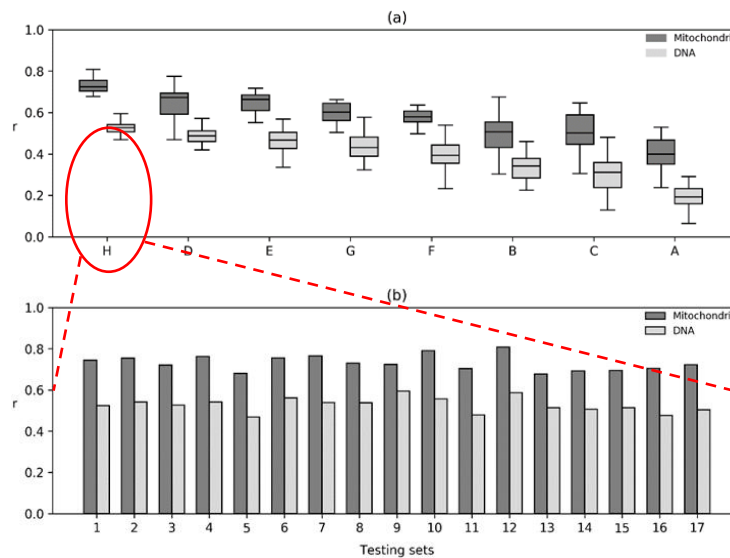 (a)
1.0
0.8
0.6
r
0.4
0.2
0.0
Mitochondri
DNA
H D E G F B C A
(b)
1.0
0.8
0.6
r
0.4
0.2
0.0
Mitochondri
DNA
1 2 3 4 5 6 7 8 9 10 11 12 13 14 15 16 17
Testing sets